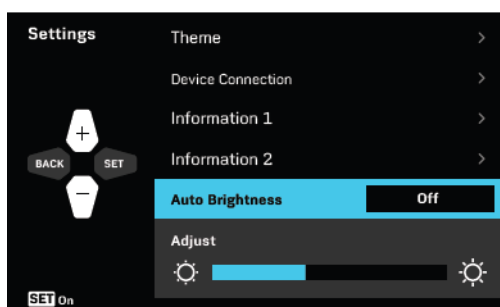 Settings
Theme
Device Connection
Information 1
Information 2
Auto Brightness Off
Adjust
+
BACK SET
−
SET On